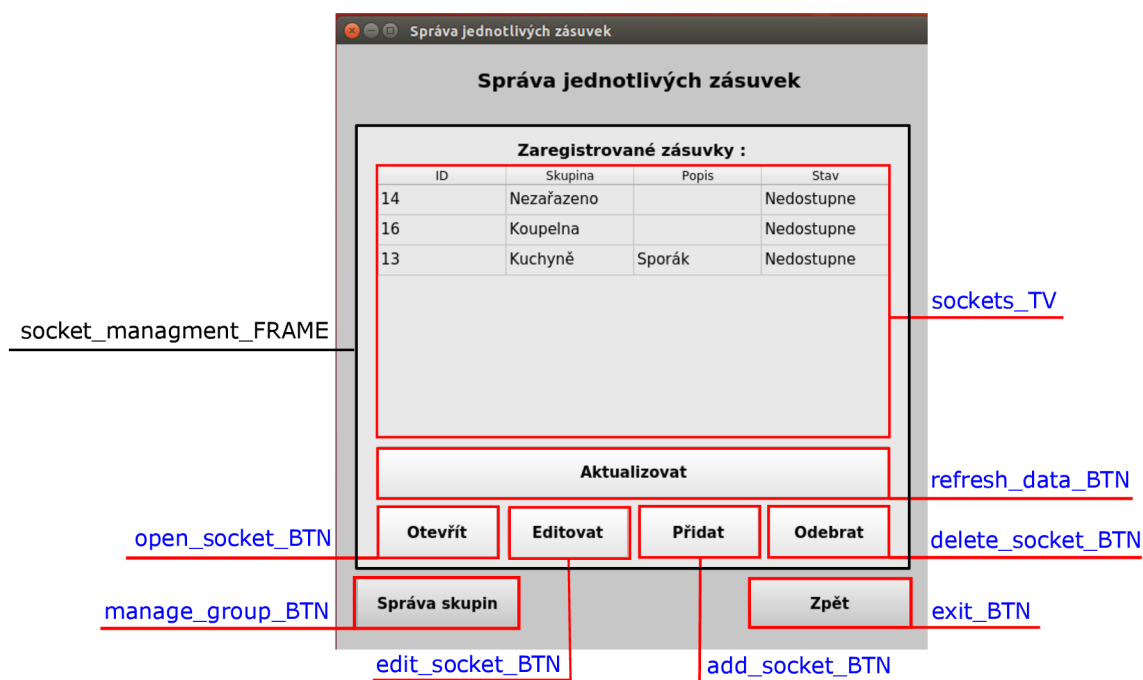 Správa jednotlivých zásuvek
Správa jednotlivých zásuvek
Zaregistrované zásuvky :
ID Skupina Popis Stav
14 Nezařazeno Nedostupne
16 Koupelna Nedostupne
13 Kuchyně Sporák Nedostupne
sockets_TV
socket_managment_FRAME
Aktualizovat
refresh_data_BTN
open_socket_BTN
Otevřít Editovat Přidat Odebrat
delete_socket_BTN
manage_group_BTN
Správa skupin Zpět
exit_BTN
edit_socket_BTN
add_socket_BTN